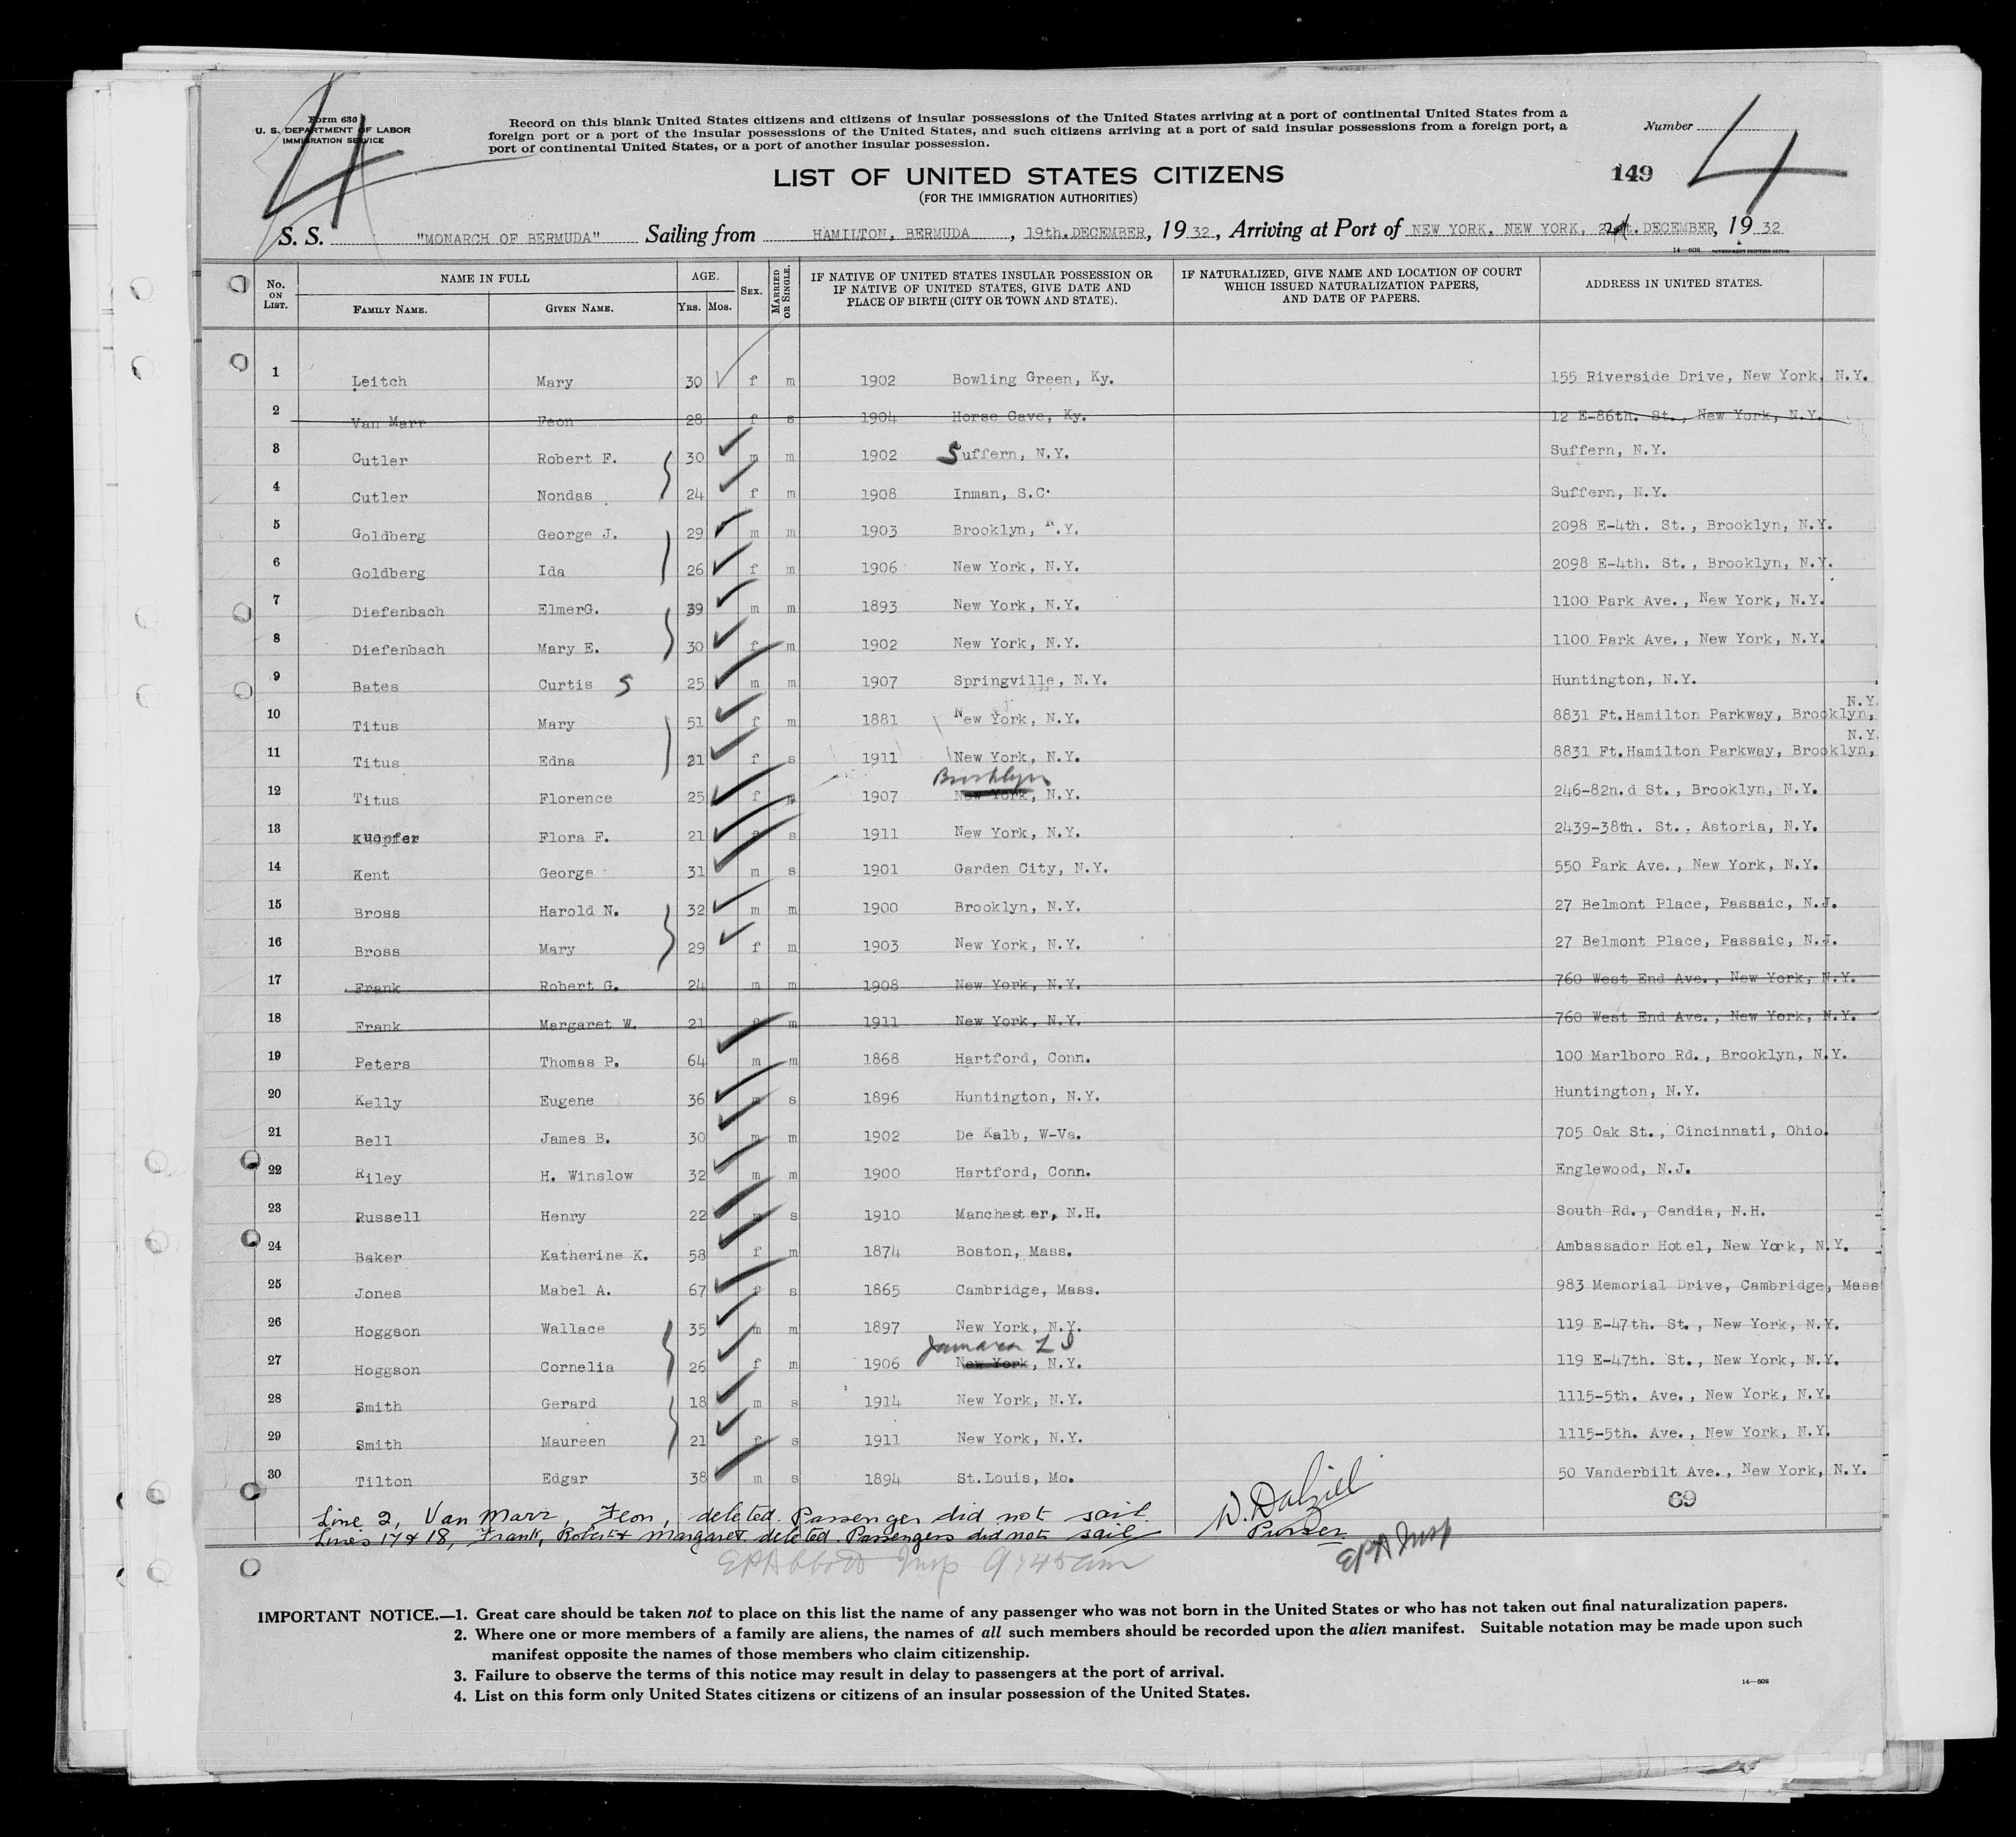 4
Form 630
U. S. DEPARTMENT OF LABOR
IMMIGRATION SERVICE
Record on this blank United States citizens and citizens of insular possessions of the United States arriving at a port of continental United States from a
foreign port or a port of the insular possessions of the United States, and such citizens arriving at a port of said insular possessions from a foreign port, a
port of continental United States, or a port of another insular possession.
Number
149 4
LIST OF UNITED STATES CITIZENS
(FOR THE IMMIGRATION AUTHORITIES)
S. S. "MONARCH OF BERMUDA" Sailing from HAMILTON, BERMUDA, 19th. DECEMBER, 1932, Arriving at Port of NEW YORK, NEW YORK, DECEMBER, 1932
14—608 GOVERNMENT PRINTING OFFICE
No. ON LIST. NAME IN FULL FAMILY NAME. GIVEN NAME. AGE. YRS. MOS. SEX. MARRIED OR SINGLE. IF NATIVE OF UNITED STATES INSULAR POSSESSION OR IF NATIVE OF UNITED STATES, GIVE DATE AND PLACE OF BIRTH (CITY OR TOWN AND STATE). IF NATURALIZED, GIVE NAME AND LOCATION OF COURT WHICH ISSUED NATURALIZATION PAPERS, AND DATE OF PAPERS. ADDRESS IN UNITED STATES.
1 Leitch Mary 30 f m 1902 Bowling Green, Ky. 155 Riverside Drive, New York, N.Y.
2 Van Marr Feon 28 f s 1904 Horse Cave, Ky. 12 E-86th. St., New York, N.Y.
3 Cutler Robert F. 30 m m 1902 Suffern, N.Y. Suffern, N.Y.
4 Cutler Nondas 24 f m 1908 Inman, S.C. Suffern, N.Y.
5 Goldberg George J. 29 m m 1903 Brooklyn, N.Y. 2098 E-4th. St., Brooklyn, N.Y.
6 Goldberg Ida 26 f m 1906 New York, N.Y. 2098 E-4th. St., Brooklyn, N.Y.
7 Diefenbach ElmerG. 39 m m 1893 New York, N.Y. 1100 Park Ave., New York, N.Y.
8 Diefenbach Mary E. 30 f m 1902 New York, N.Y. 1100 Park Ave., New York, N.Y.
9 Bates Curtis S 25 m m 1907 Springville, N.Y. Huntington, N.Y.
10 Titus Mary 51 f m 1881 New York, N.Y. 8831 Ft.Hamilton Parkway, Brooklyn, N.Y.
11 Titus Edna 21 f s 1911 New York, N.Y. 8831 Ft.Hamilton Parkway, Brooklyn, N.Y.
Brooklyn
12 Titus Florence 25 f m 1907 New York, N.Y. 246-82n.d St., Brooklyn, N.Y.
13 Kuopfer Flora F. 21 f s 1911 New York, N.Y. 2439-38th. St., Astoria, N.Y.
14 Kent George 31 m s 1901 Garden City, N.Y. 550 Park Ave., New York, N.Y.
15 Bross Harold N. 32 m m 1900 Brooklyn, N.Y. 27 Belmont Place, Passaic, N.J.
16 Bross Mary 29 f m 1903 New York, N.Y. 27 Belmont Place, Passaic, N.J.
17 Frank Robert G. 24 m m 1908 New York, N.Y. 760 West End Ave., New York, N.Y.
18 Frank Margaret W. 21 f m 1911 New York, N.Y. 760 West End Ave., New York, N.Y.
19 Peters Thomas P. 64 m m 1868 Hartford, Conn. 100 Marlboro Rd., Brooklyn, N.Y.
20 Kelly Eugene 36 m s 1896 Huntington, N.Y. Huntington, N.Y.
21 Bell James B. 30 m m 1902 De Kalb, W-Va. 705 Oak St., Cincinnati, Ohio.
22 Riley H. Winslow 32 m m 1900 Hartford, Conn. Englewood, N.J.
23 Russell Henry 22 m s 1910 Manchester, N.H. South Rd., Candia, N.H.
24 Baker Katherine K. 58 f m 1874 Boston, Mass. Ambassador Hotel, New York, N.Y.
25 Jones Mabel A. 67 f s 1865 Cambridge, Mass. 983 Memorial Drive, Cambridge, Mass
26 Hoggson Wallace 35 m m 1897 New York, N.Y. 119 E-47th. St., New York, N.Y.
Jamaica L I
27 Hoggson Cornelia 26 f m 1906 New York, N.Y. 119 E-47th. St., New York, N.Y.
28 Smith Gerard 18 m s 1914 New York, N.Y. 1115-5th. Ave., New York, N.Y.
29 Smith Maureen 21 f s 1911 New York, N.Y. 1115-5th. Ave., New York, N.Y.
30 Tilton Edgar 38 m s 1894 St.Louis, Mo. 50 Vanderbilt Ave., New York, N.Y.
69
Line 2, Van Marr, Feon, deleted. Passenger did not sail.
Lines 17 & 18, Frank, Robert & Margaret deleted. Passengers did not sail
W. Dalziel
Purser
EPA Insp
EPAbbott Insp 9:45am
IMPORTANT NOTICE.—1. Great care should be taken not to place on this list the name of any passenger who was not born in the United States or who has not taken out final naturalization papers.
2. Where one or more members of a family are aliens, the names of all such members should be recorded upon the alien manifest. Suitable notation may be made upon such
manifest opposite the names of those members who claim citizenship.
3. Failure to observe the terms of this notice may result in delay to passengers at the port of arrival.
4. List on this form only United States citizens or citizens of an insular possession of the United States.
14—608